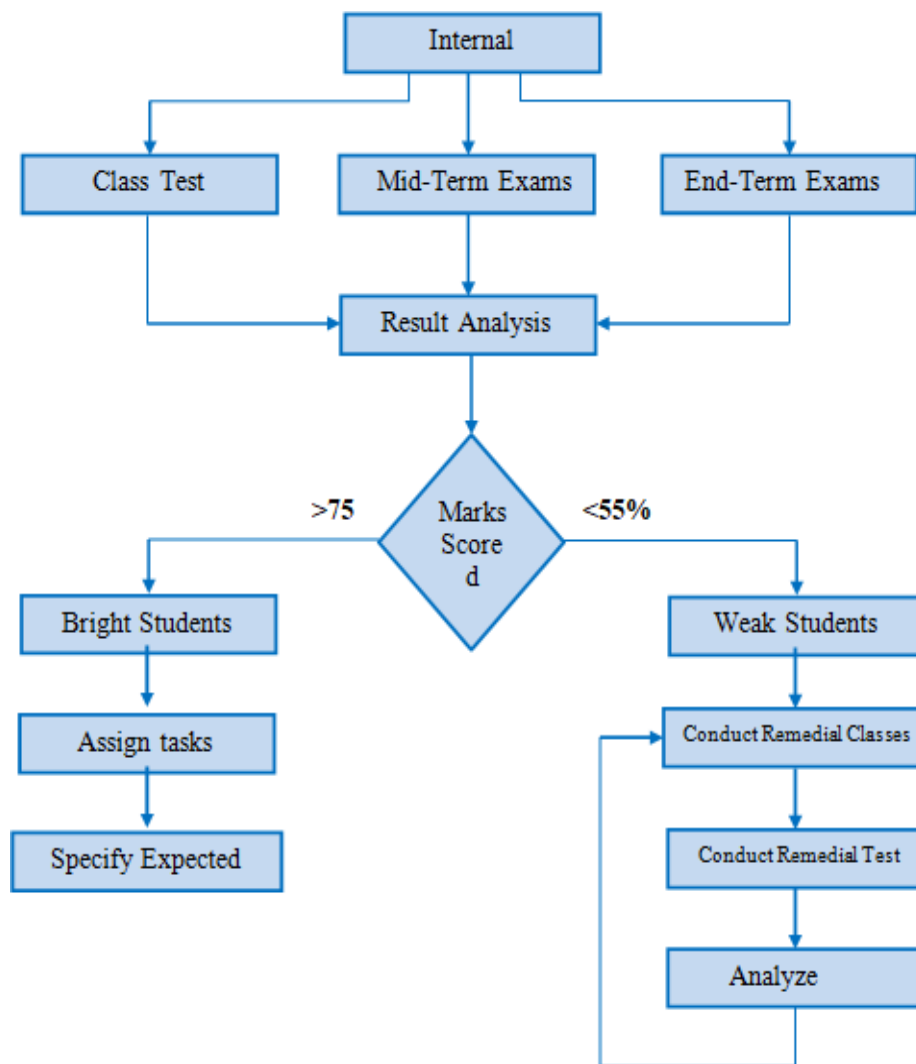 Internal
Class Test
Mid-Term Exams
End-Term Exams
Result Analysis
>75
Marks
Score
d
<55%
Bright Students
Weak Students
Assign tasks
Conduct Remedial Classes
Specify Expected
Conduct Remedial Test
Analyze